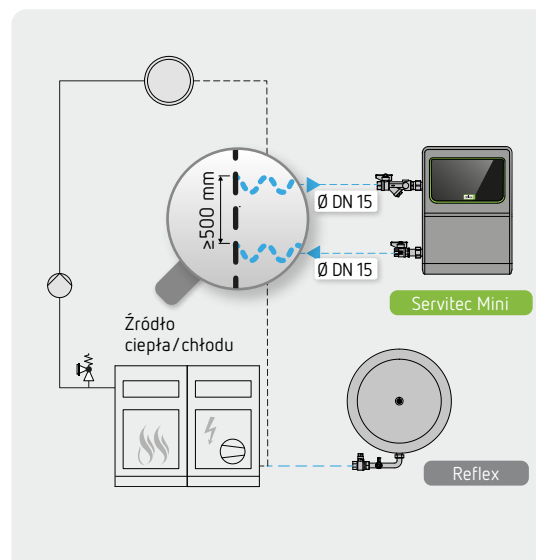 ≥500 mm
Ø DN 15
Ø DN 15
Servitec Mini
Źródło
ciepła/chłodu
Reflex